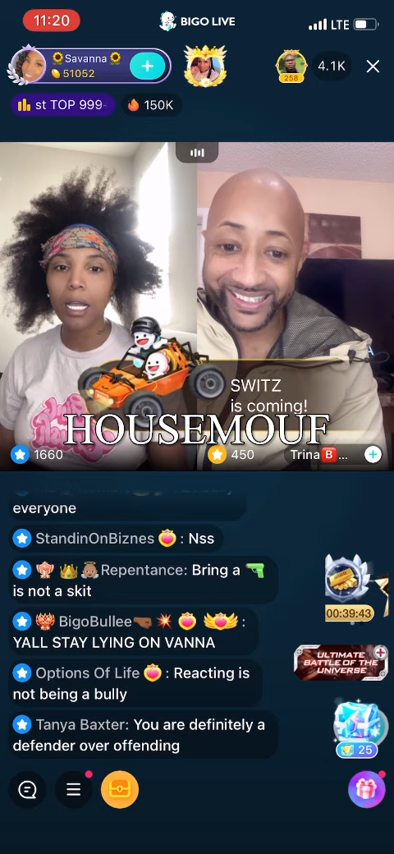 11:20
BIGO LIVE
LTE
🌻Savanna🌻
51052
258
4.1K
st TOP 999
150K
SWITZ
is coming!
HOUSEMOUF
1660
450
Trina🅱️...
everyone
StandinOnBiznes : Nss
Repentance: Bring a 🔫
is not a skit
BigoBullee🤜🏾💥 :
YALL STAY LYING ON VANNA
Options Of Life : Reacting is
not being a bully
Tanya Baxter: You are definitely a
defender over offending
00:39:43
ULTIMATE
BATTLE OF THE
UNIVERSE
25